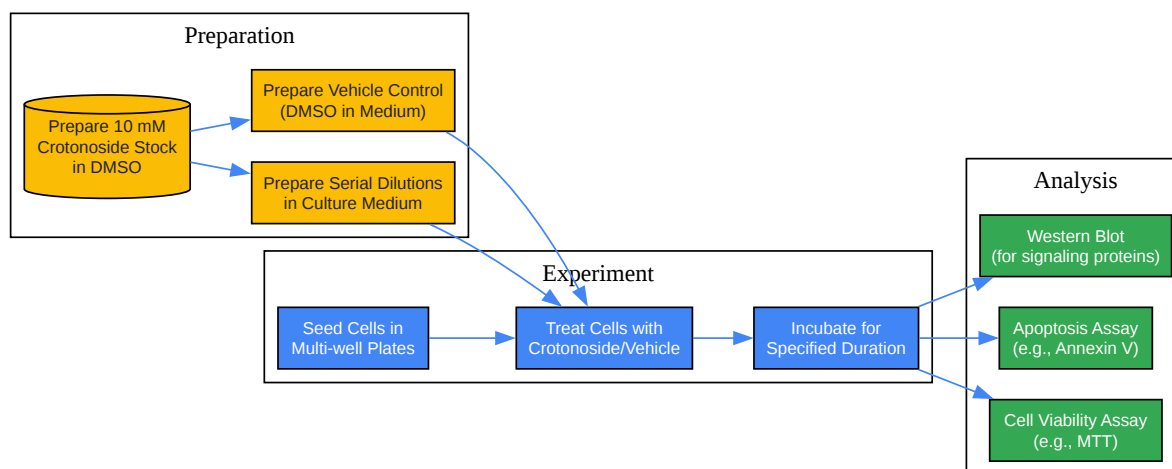 Preparation
Prepare 10 mM
Crotonoside Stock
in DMSO
Prepare Vehicle Control
(DMSO in Medium)
Prepare Serial Dilutions
in Culture Medium
Experiment
Seed Cells in
Multi-well Plates
Treat Cells with
Crotonoside/Vehicle
Incubate for
Specified Duration
Analysis
Western Blot
(for signaling proteins)
Apoptosis Assay
(e.g., Annexin V)
Cell Viability Assay
(e.g., MTT)